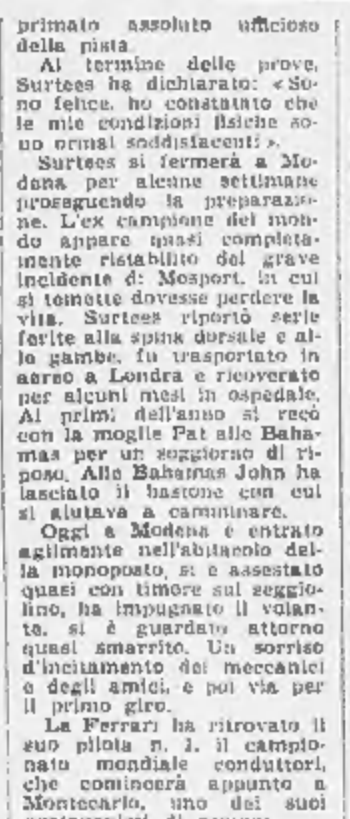 primato assoluto ufficioso
della pista
Al termine delle prove,
Surtees ha dichiarato: «So-
no felice, ho constatato che
le mie condizioni fisiche so-
no ormai soddisfacenti».
Surtees si fermerà a Mo-
dena per alcune settimane
proseguendo la preparazio-
ne. L'ex campione del mon-
do appare quasi completa-
mente ristabilito del grave
incidente di Mosport, in cui
si temette dovesse perdere la
vita. Surtees riportò serie
ferite alla spina dorsale e al-
le gambe, fu trasportato in
aereo a Londra e ricoverato
per alcuni mesi in ospedale.
Ai primi dell'anno si recò
con la moglie Pat alle Baha-
mas per un soggiorno di ri-
poso. Alle Bahamas John ha
lasciato il bastone con cui
si aiutava a camminare.
Oggi a Modena è entrato
agilmente nell'abitacolo del-
la monoposto, si è assestato
quasi con timore sul seggio-
lino, ha impugnato il volan-
te, si è guardato attorno
quasi smarrito. Un sorriso
d'incitamento dei meccanici
e degli amici, e poi via per
il primo giro.
La Ferrari ha ritrovato il
suo pilota n. 1, il campio-
nato mondiale conduttori,
che comincerà appunto a
Montecarlo, uno dei suoi